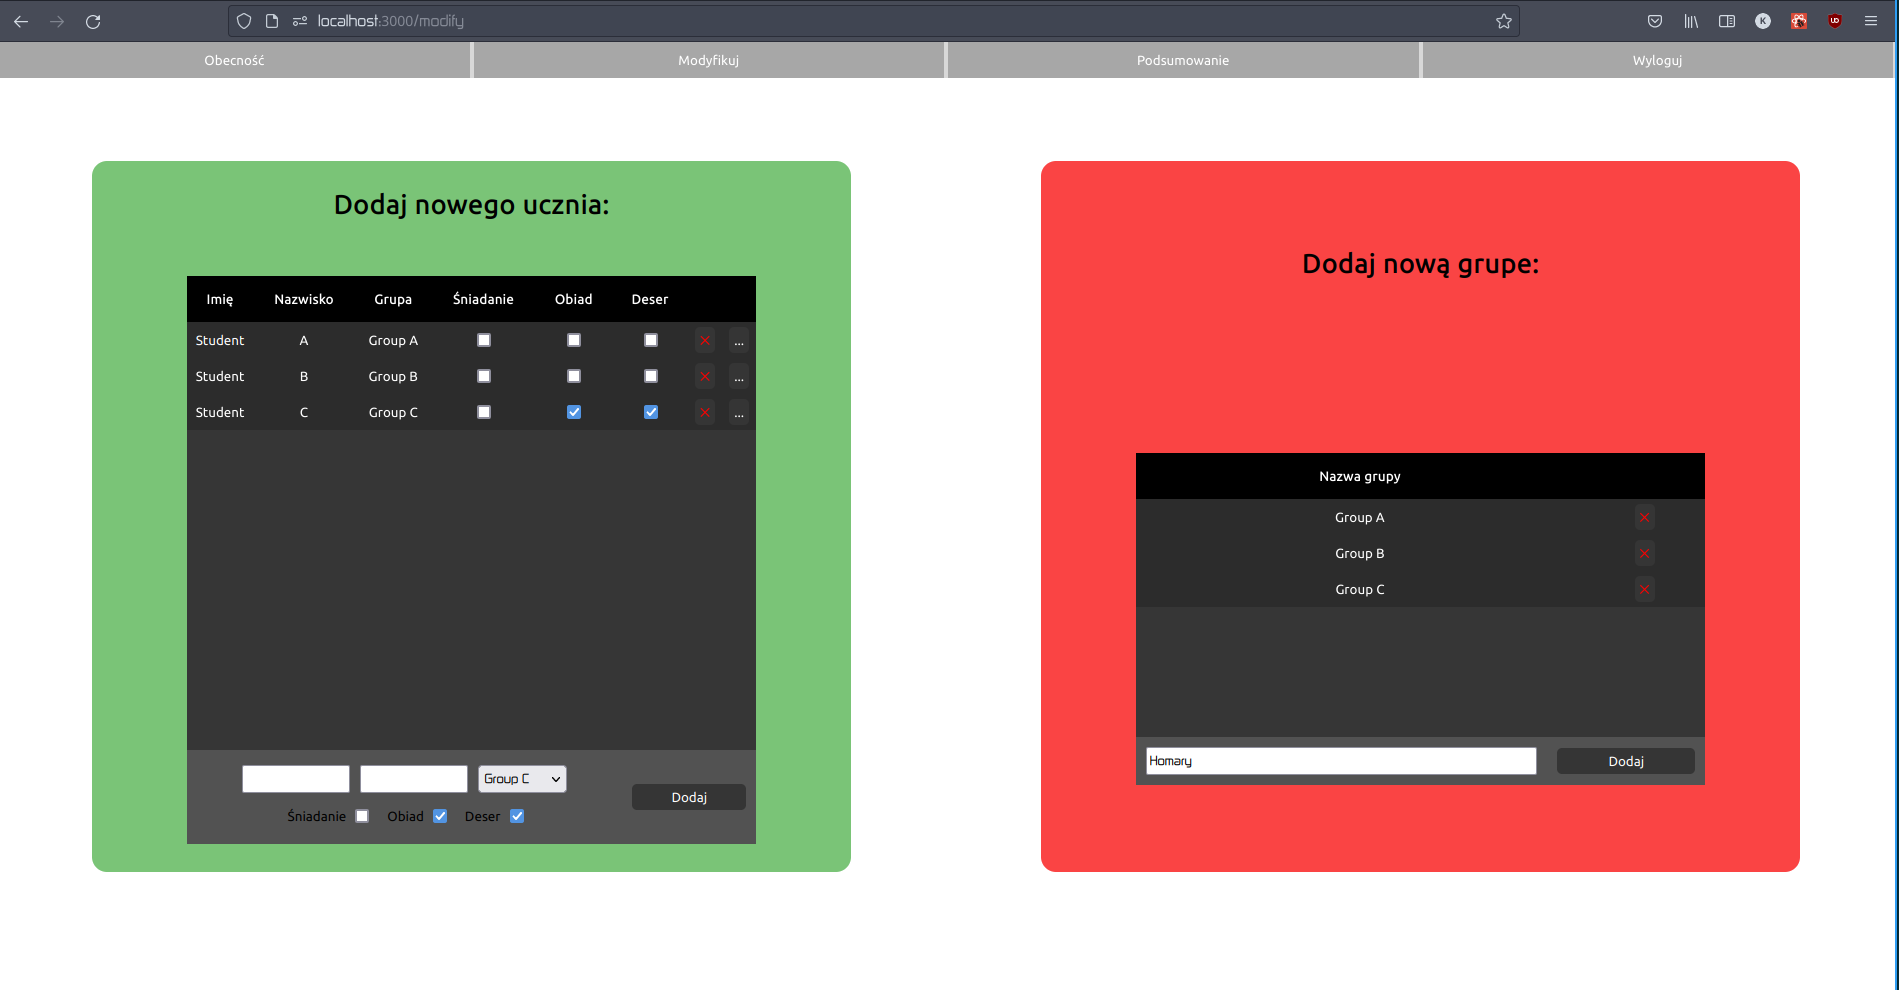 localhost:3000/modify
K
Obecność Modyfikuj Podsumowanie Wyloguj
Dodaj nowego ucznia:
Imię Nazwisko Grupa Śniadanie Obiad Deser
Student A Group A ...
Student B Group B ...
Student C Group C ...
Group C
Dodaj
Śniadanie Obiad Deser
Dodaj nową grupe:
Nazwa grupy
Group A
Group B
Group C
Homary Dodaj